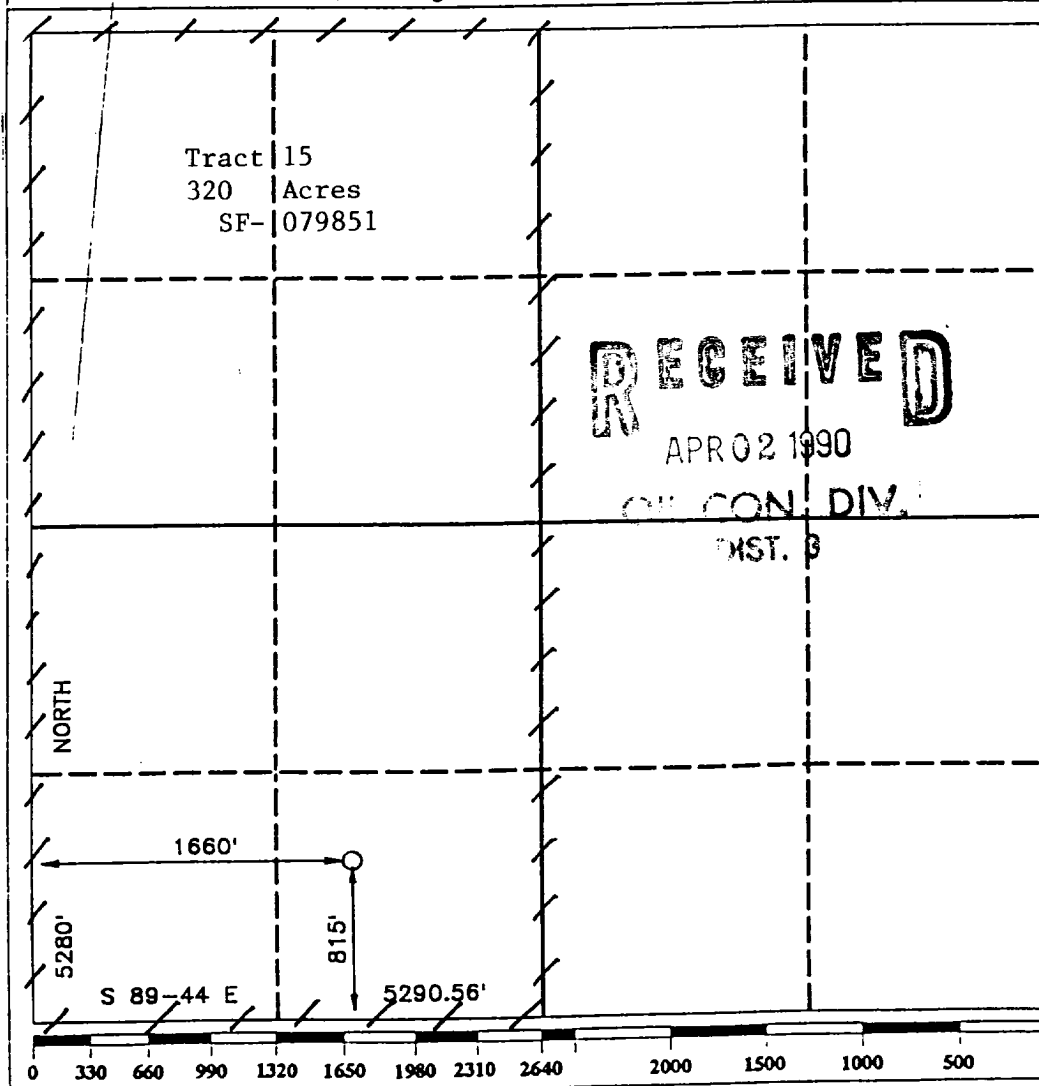 Tract 15
320 Acres
SF- 079851
RECEIVED
APR 02 1990
OIL CON. DIV.
DIST. 3
NORTH
1660'
815'
5280'
S 89-44 E 5290.56'
0 330 660 990 1320 1650 1980 2310 2640 2000 1500 1000 500